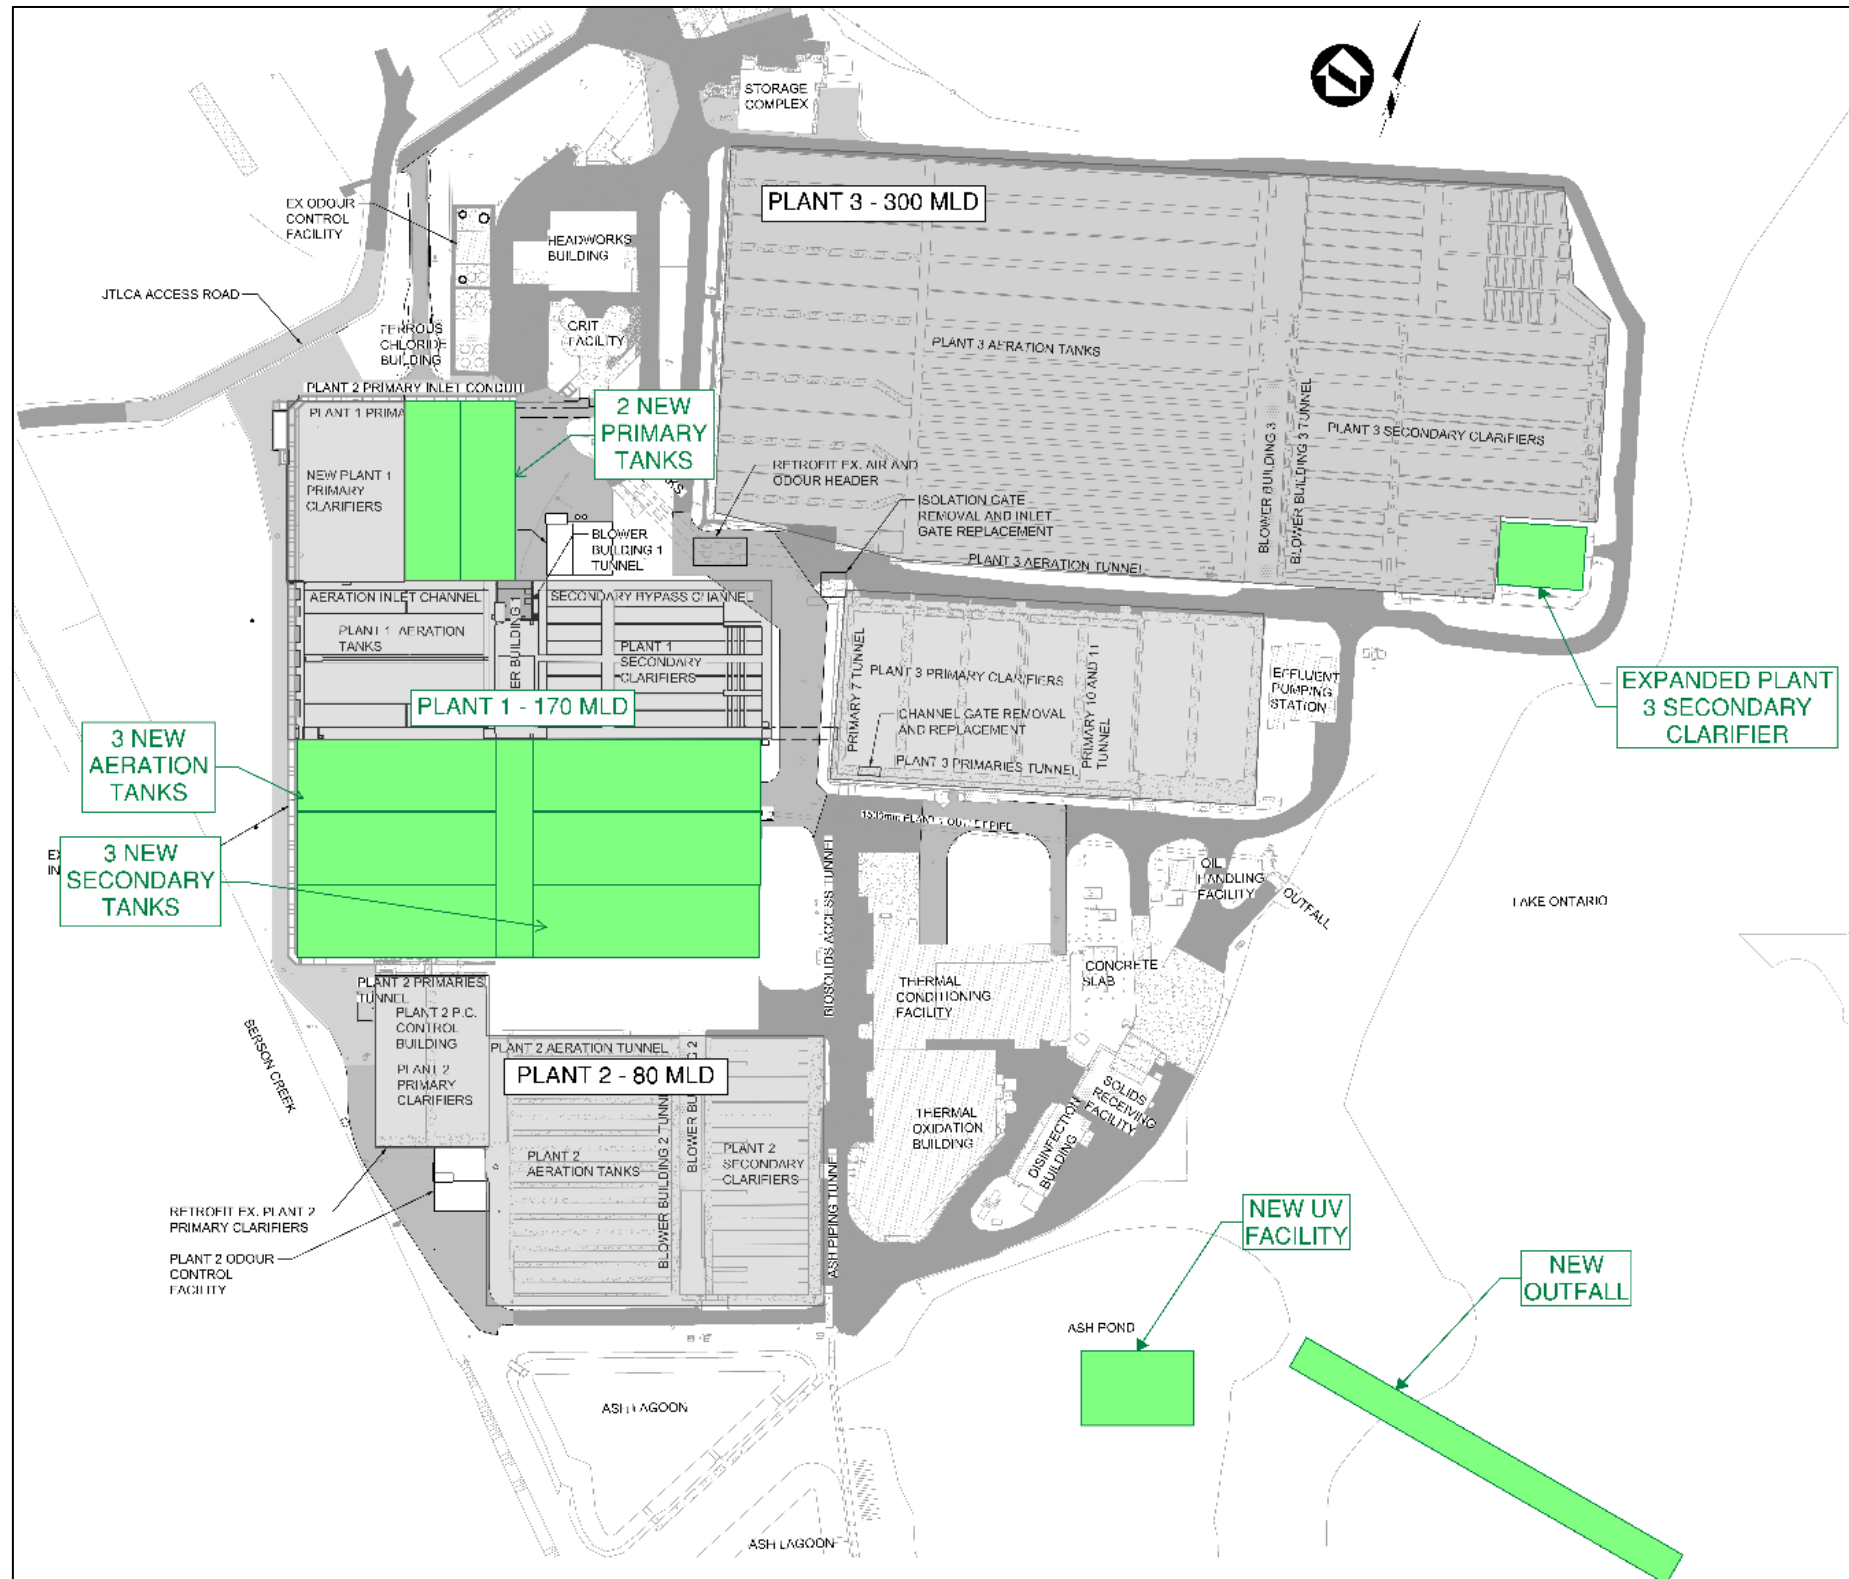 STORAGE
COMPLEX
PLANT 3 - 300 MLD
EX ODOUR
CONTROL
FACILITY
HEADWORKS
BUILDING
JTLCA ACCESS ROAD
FERROUS
CHLORIDE
BUILDING
GRIT
FACILITY
PLANT 3 AERATION TANKS
PLANT 2 PRIMARY INLET CONDUIT
PLANT 1 PRIMA
2 NEW
PRIMARY
TANKS
BLOWER BUILDING 3
BLOWER BUILDING 3 TUNNEL
PLANT 3 SECONDARY CLARIFIERS
NEW PLANT 1
PRIMARY
CLARIFIERS
RETROFIT EX. AIR AND
ODOUR HEADER
ISOLATION GATE
REMOVAL AND INLET
GATE REPLACEMENT
BLOWER
BUILDING 1
TUNNEL
PLANT 3 AERATION TUNNEL
AERATION INLET CHANNEL
SECONDARY BYPASS CHANNEL
PLANT 1 AERATION
TANKS
ER BUILDING 1
PLANT 1
SECONDARY
CLARIFIERS
PLANT 1 - 170 MLD
PRIMARY 7 TUNNEL
PLANT 3 PRIMARY CLARIFIERS
PRIMARY 10 AND 11
TUNNEL
EFFLUENT
PUMPING
STATION
EXPANDED PLANT
3 SECONDARY
CLARIFIER
CHANNEL GATE REMOVAL
AND REPLACEMENT
PLANT 3 PRIMARIES TUNNEL
3 NEW
AERATION
TANKS
3 NEW
SECONDARY
TANKS
BIOSOLIDS ACCESS TUNNEL
OIL
HANDLING
FACILITY
OUTFALL
LAKE ONTARIO
THERMAL
CONDITIONING
FACILITY
CONCRETE
SLAB
PLANT 2 PRIMARIES
TUNNEL
PLANT 2 P.C.
CONTROL
BUILDING
PLANT 2
PRIMARY
CLARIFIERS
SERSON CREEK
PLANT 2 AERATION TUNNEL
PLANT 2 - 80 MLD
BLOWER BUILDING 2 TUNNEL
BLOWER BUILDING 2
PLANT 2
AERATION TANKS
PLANT 2
SECONDARY
CLARIFIERS
THERMAL
OXIDATION
BUILDING
SOLIDS
RECEIVING
FACILITY
DISINFECTION
BUILDING
ASH PIPING TUNNEL
RETROFIT EX. PLANT 2
PRIMARY CLARIFIERS
PLANT 2 ODOUR
CONTROL
FACILITY
NEW UV
FACILITY
NEW
OUTFALL
ASH POND
ASH LAGOON
ASH LAGOON